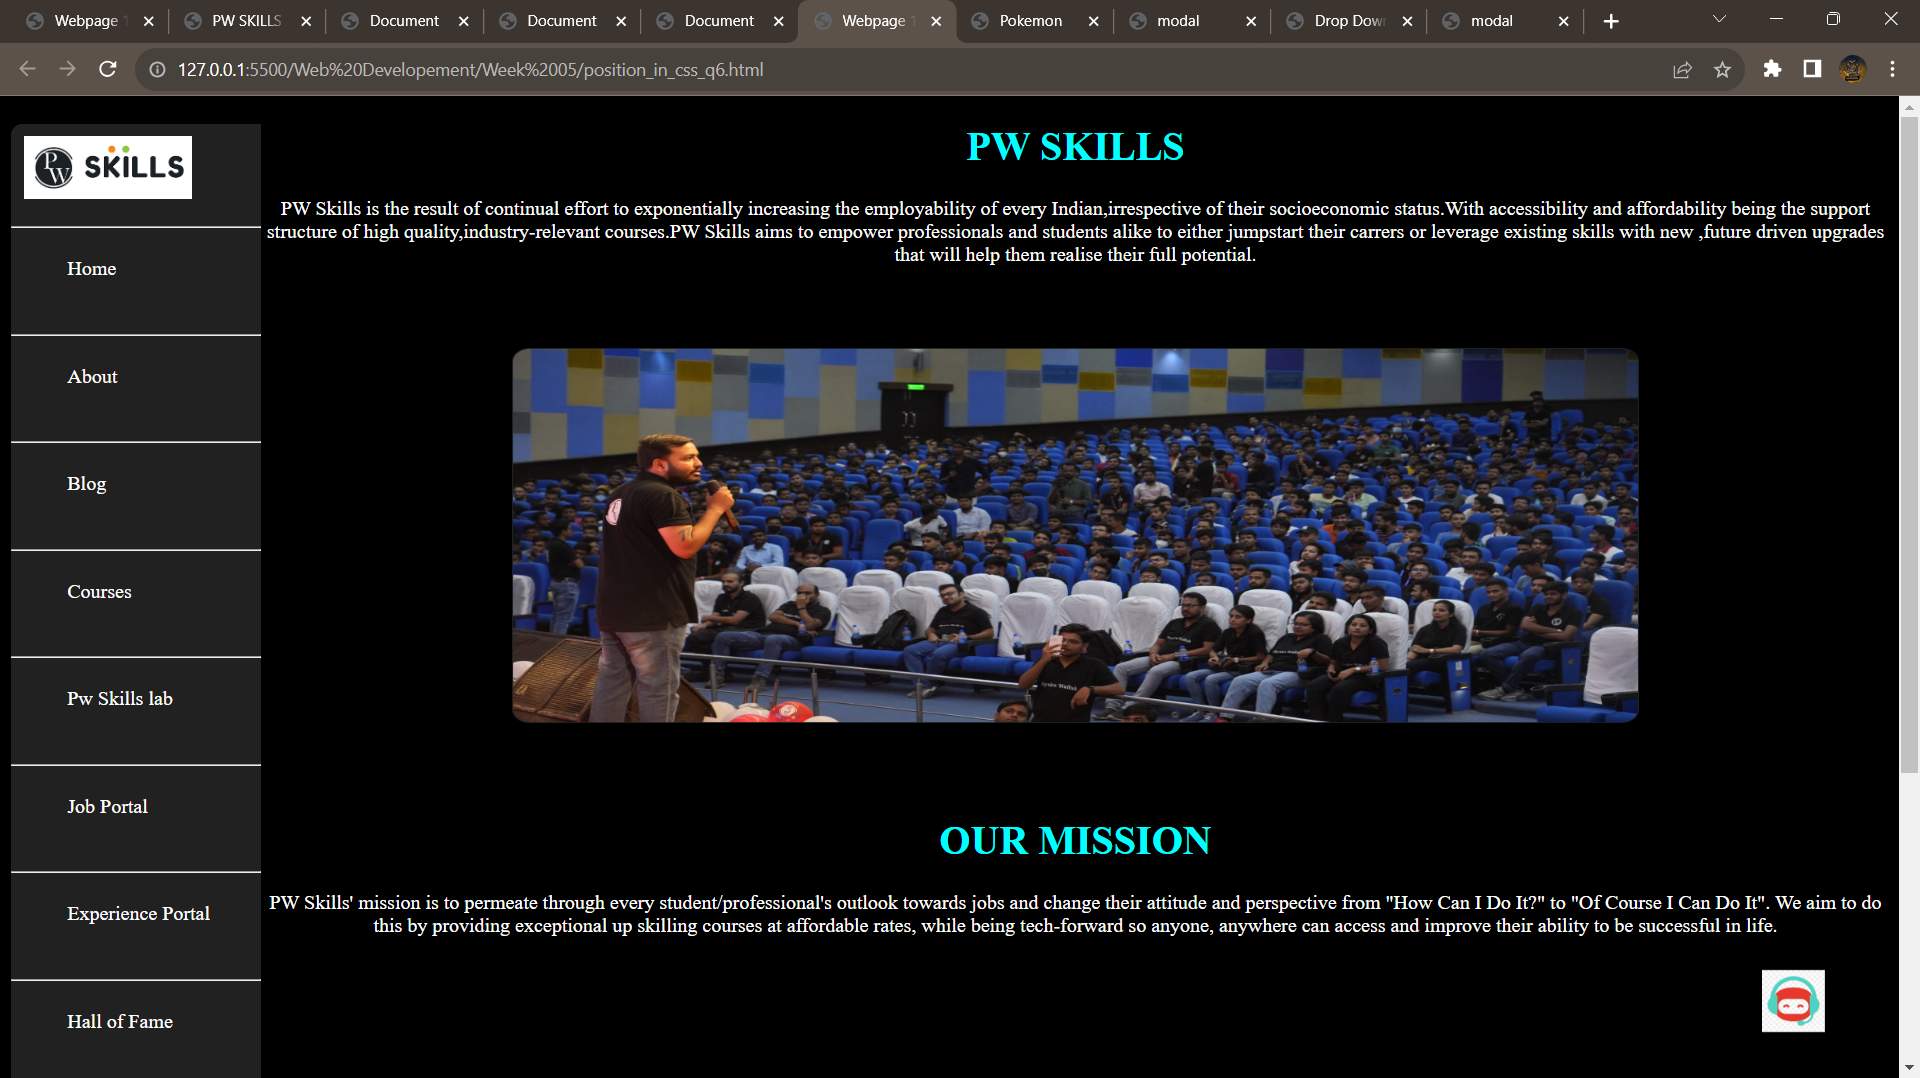 Webpage 1
PW SKILLS
Document
Document
Document
Webpage 1
Pokemon
modal
Drop Dow
modal
127.0.0.1:5500/Web%20Developement/Week%2005/position_in_css_q6.html
PW SKILLS
Home
About
Blog
Courses
Pw Skills lab
Job Portal
Experience Portal
Hall of Fame
PW SKILLS
PW Skills is the result of continual effort to exponentially increasing the employability of every Indian,irrespective of their socioeconomic status.With accessibility and affordability being the support
structure of high quality,industry-relevant courses.PW Skills aims to empower professionals and students alike to either jumpstart their carrers or leverage existing skills with new ,future driven upgrades
that will help them realise their full potential.
OUR MISSION
PW Skills' mission is to permeate through every student/professional's outlook towards jobs and change their attitude and perspective from "How Can I Do It?" to "Of Course I Can Do It". We aim to do
this by providing exceptional up skilling courses at affordable rates, while being tech-forward so anyone, anywhere can access and improve their ability to be successful in life.